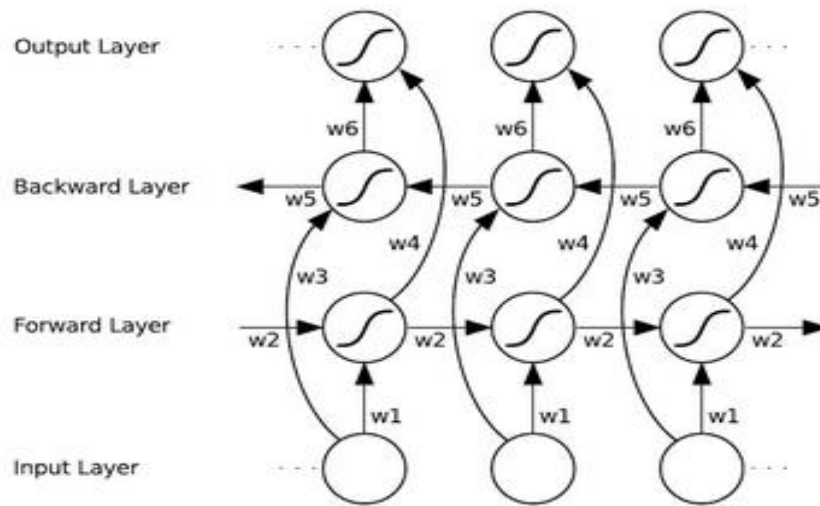 Output Layer
w6 w6 w6
Backward Layer
w5 w5 w5 w5
w4 w4 w4
w3 w3 w3
Forward Layer
w2 w2 w2 w2
w1 w1 w1
Input Layer